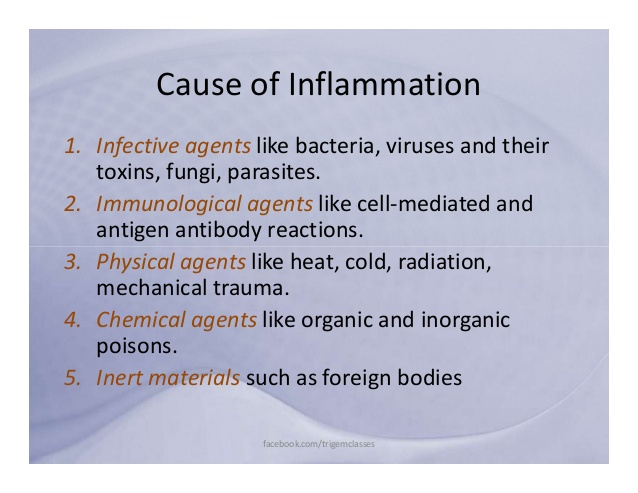 Cause of Inflammation
1. Infective agents like bacteria, viruses and their
toxins, fungi, parasites.
2. Immunological agents like cell-mediated and
antigen antibody reactions.
3. Physical agents like heat, cold, radiation,
mechanical trauma.
4. Chemical agents like organic and inorganic
poisons.
5. Inert materials such as foreign bodies
facebook.com/trigemclasses